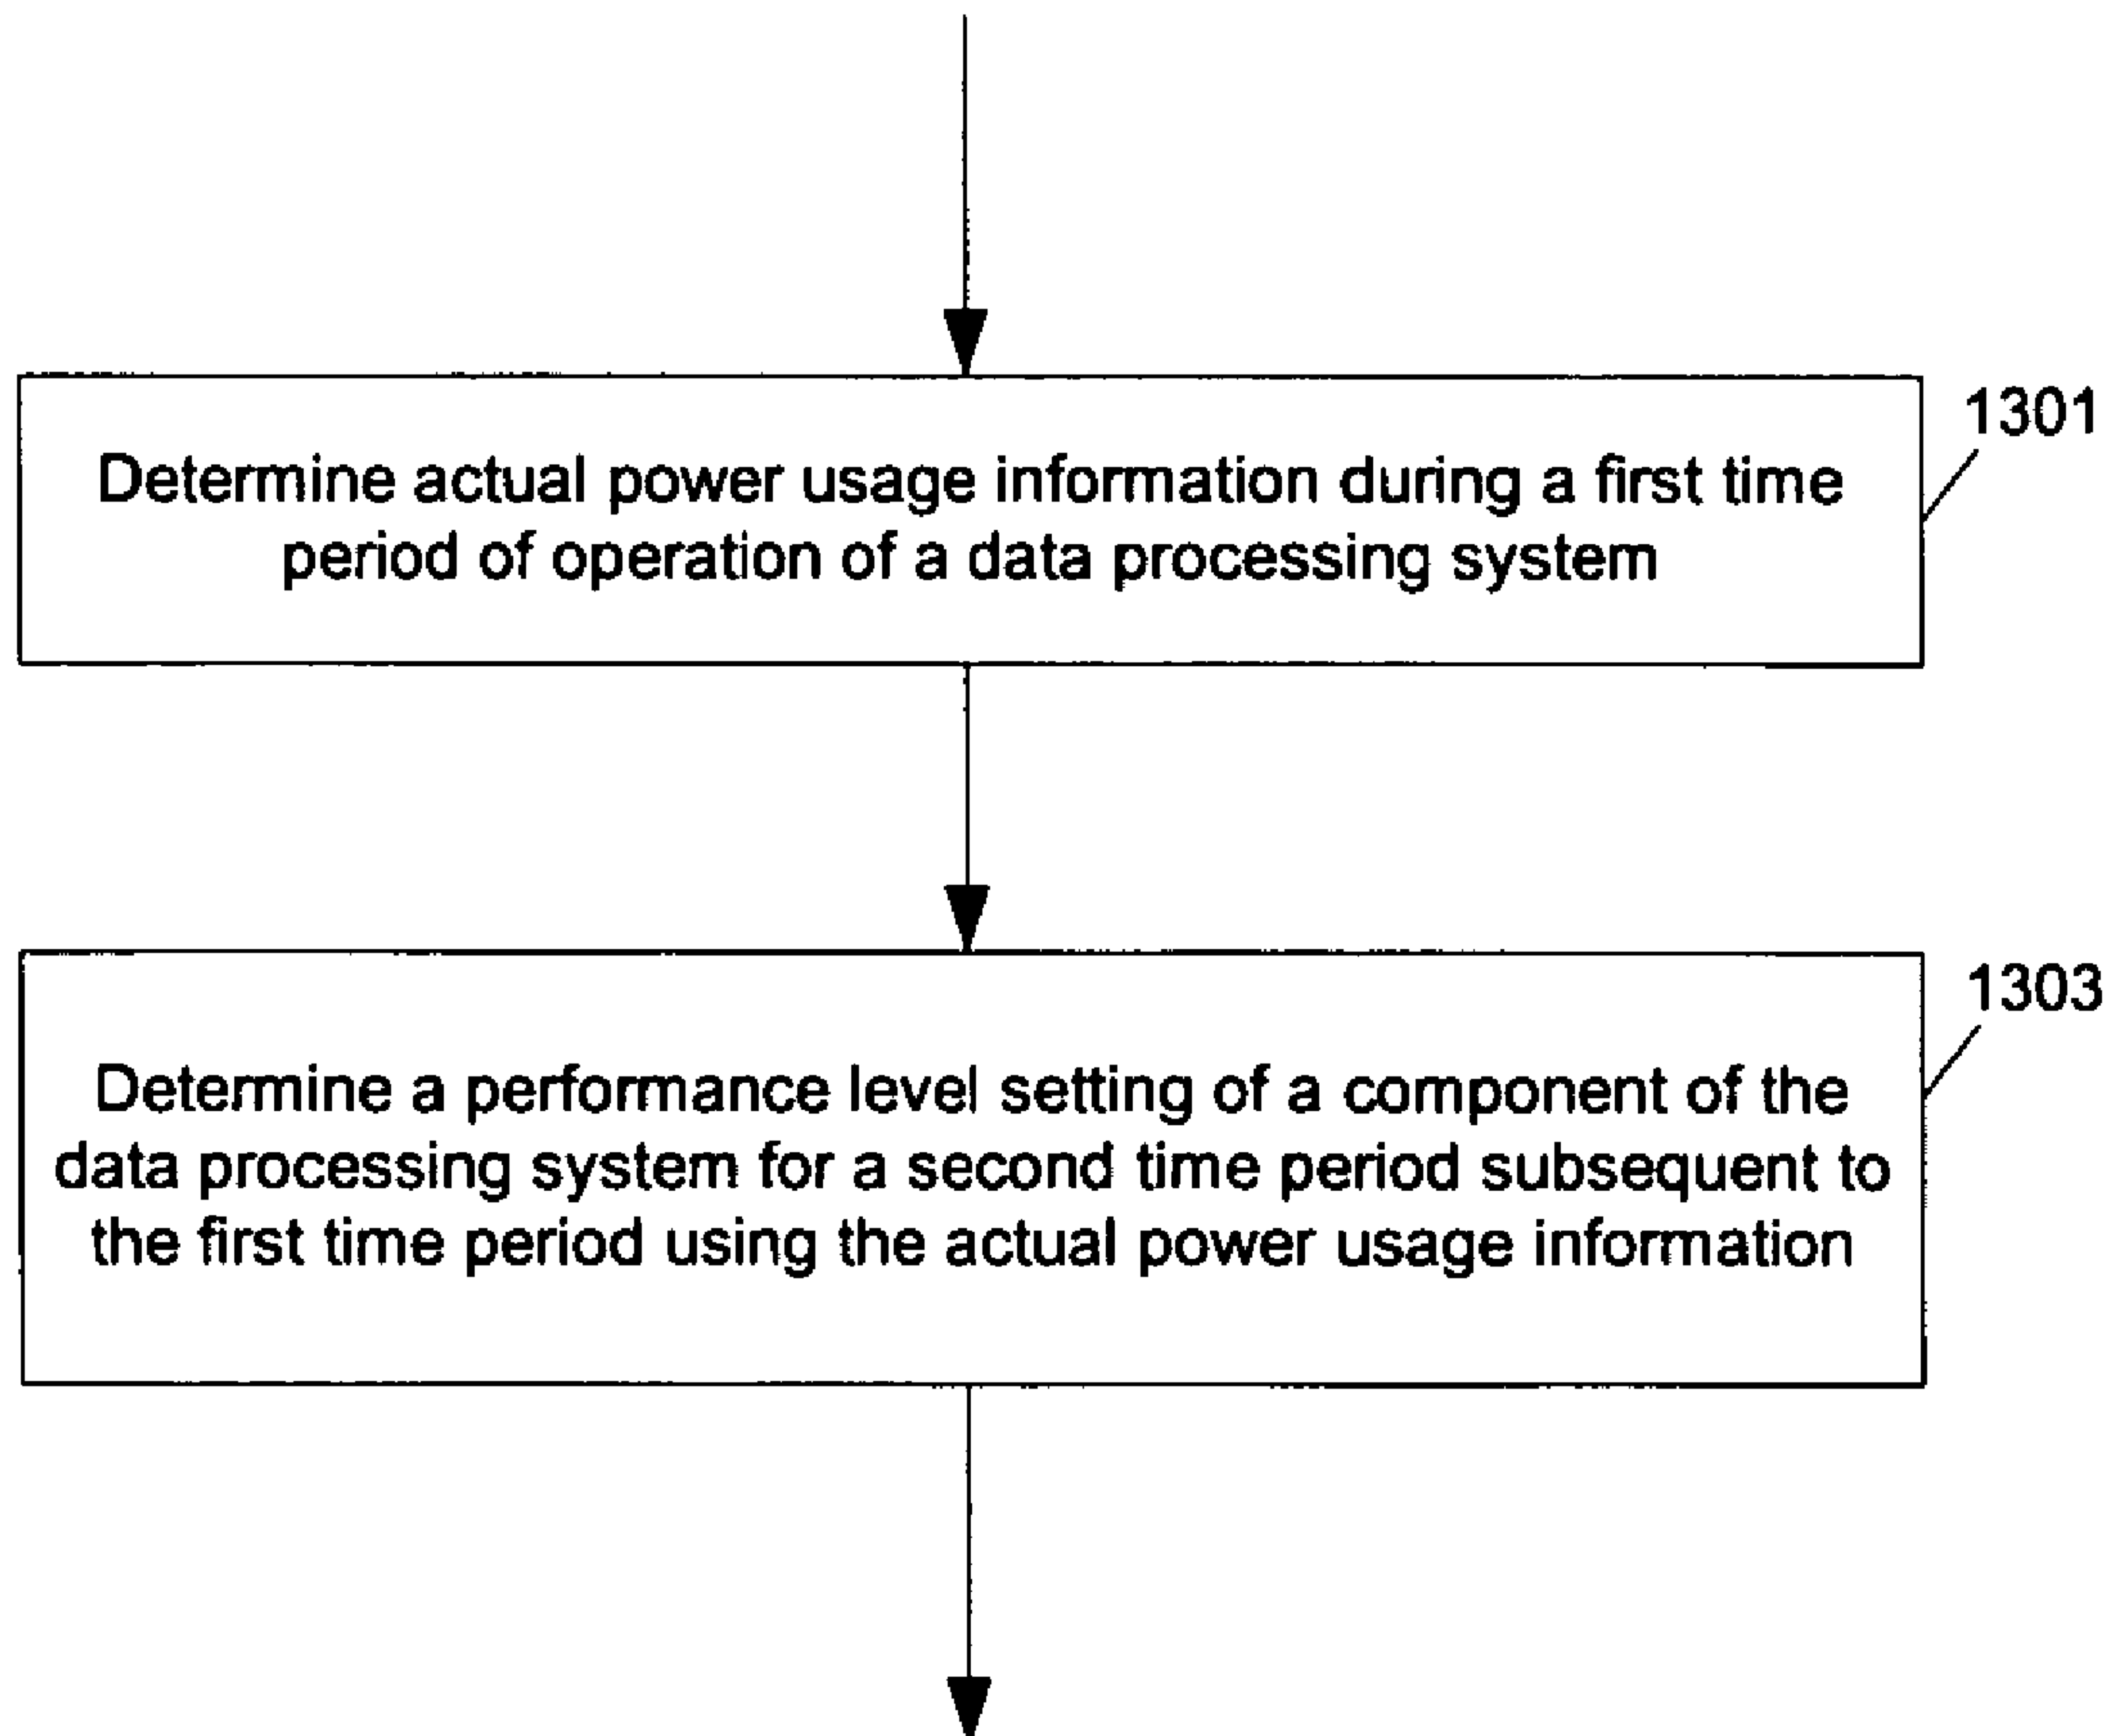 1301
Determine actual power usage information during a first time
period of operation of a data processing system
1303
Determine a performance level setting of a component of the
data processing system for a second time period subsequent to
the first time period using the actual power usage information